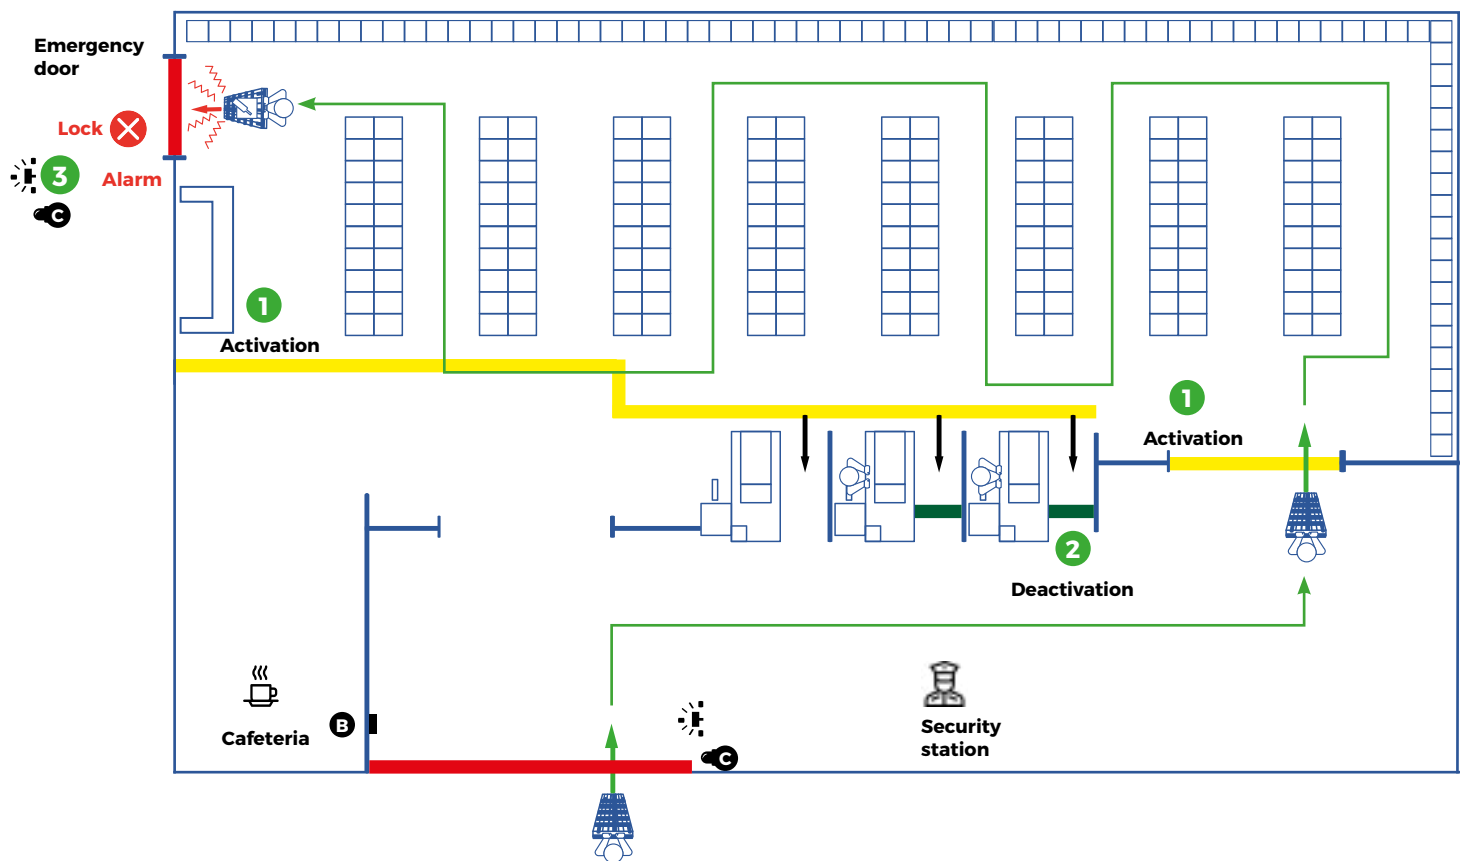 Emergency
door
Lock
3
Alarm
C
1
Activation
1
Activation
2
Deactivation
Cafeteria
B
C
Security
station